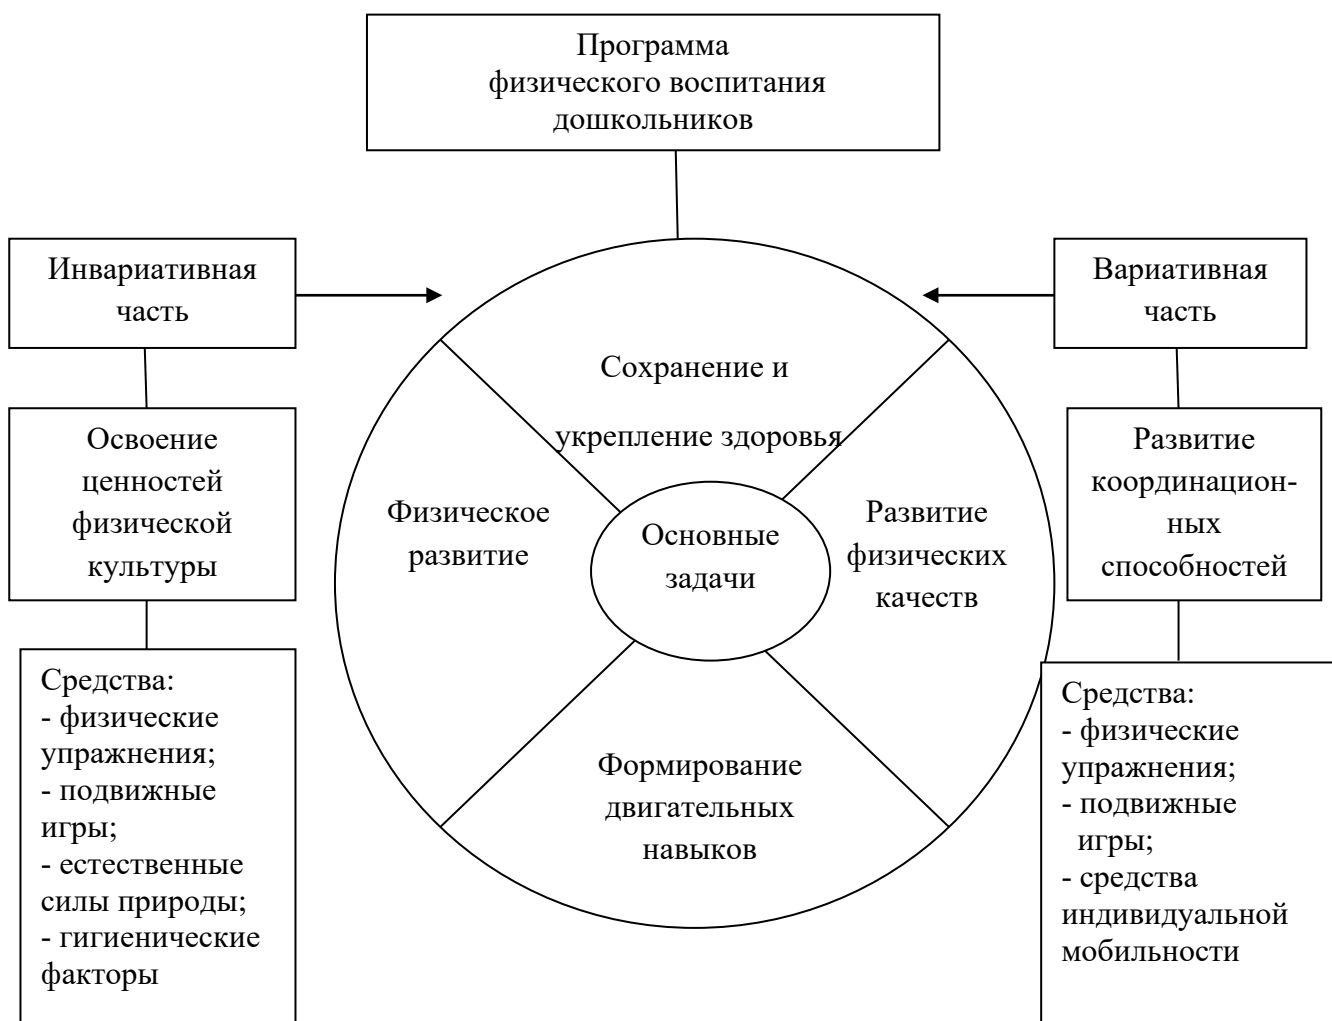 Программа
физического воспитания
дошкольников
Инвариативная
часть
Вариативная
часть
Освоение
ценностей
физической
культуры
Сохранение и
укрепление здоровья
Физическое
развитие
Основные
задачи
Развитие
физических
качеств
Формирование
двигательных
навыков
Развитие
координацион-
ных
способностей
Средства:
- физические
упражнения;
- подвижные
игры;
- естественные
силы природы;
- гигиенические
факторы
Средства:
- физические
упражнения;
- подвижные
игры;
- средства
индивидуальной
мобильности